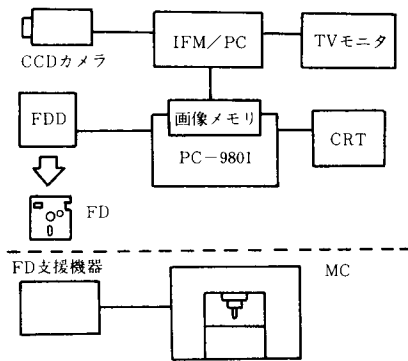 CCDカメラ
IFM／PC
TVモニタ
FDD
画像メモリ
PC－9801
CRT
FD
FD支援機器
MC